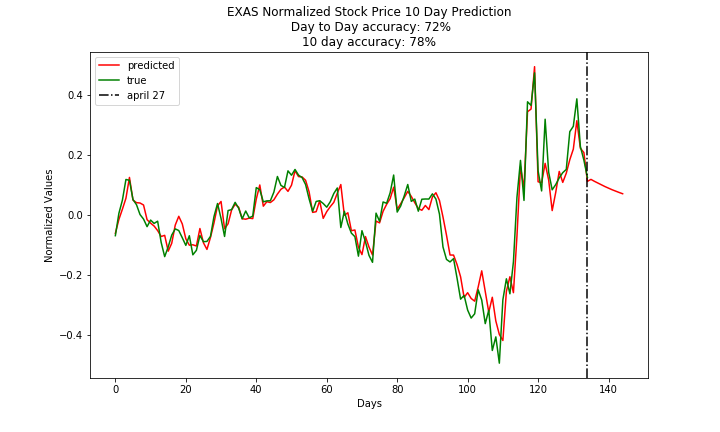 EXAS Normalized Stock Price 10 Day Prediction
Day to Day accuracy: 72%
10 day accuracy: 78%
predicted
true
april 27
Normalized Values
0.4
0.2
0.0
−0.2
−0.4
0
20
40
60
80
100
120
140
Days